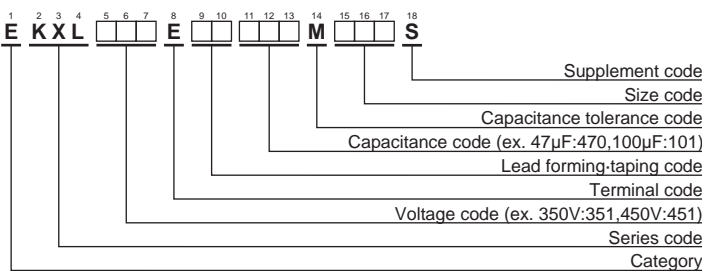 1 2 3 4 5 6 7 8 9 10 11 12 13 14 15 16 17 18
E K X L E M S
Supplement code
Size code
Capacitance tolerance code
Capacitance code (ex. 47µF:470,100µF:101)
Lead forming·taping code
Terminal code
Voltage code (ex. 350V:351,450V:451)
Series code
Category